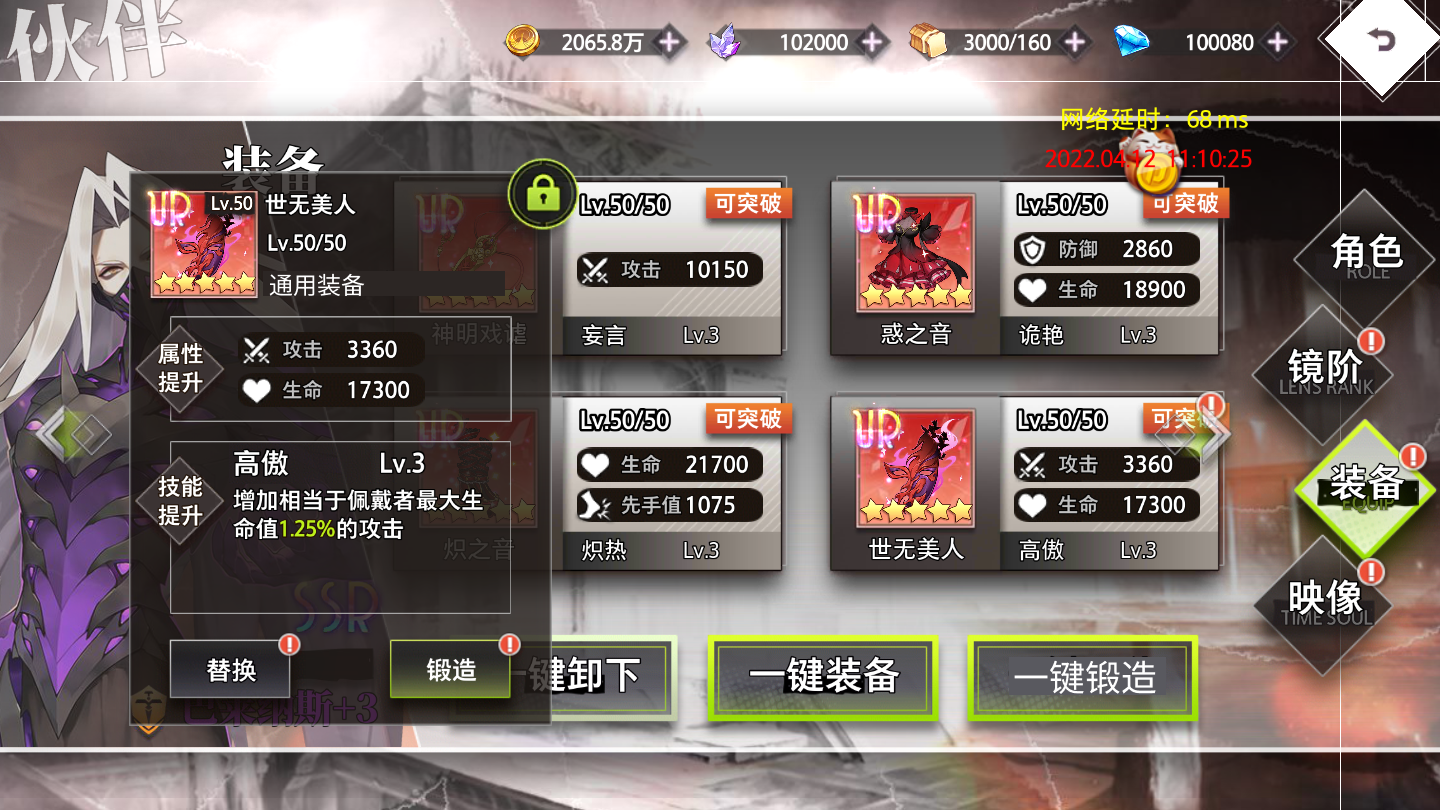 伙伴
2065.8万
102000
3000/160
100080
网络延时： 68 ms
2022.04.12 11:10:25
装备
UR
Lv.50
世无美人
Lv.50/50
通用装备
属性
提升
攻击 3360
生命 17300
技能
提升
高傲 Lv.3
增加相当于佩戴者最大生
命值1.25%的攻击
替换
锻造
SSR
+3
UR
神明戏谑
Lv.50/50
可突破
攻击 10150
妄言 Lv.3
UR
惑之音
Lv.50/50
可突破
防御 2860
生命 18900
诡艳 Lv.3
UR
炽之音
Lv.50/50
可突破
生命 21700
先手值 1075
炽热 Lv.3
UR
世无美人
Lv.50/50
可突
攻击 3360
生命 17300
高傲 Lv.3
一键卸下
一键装备
一键锻造
角色
ROLE
镜阶
LENS RANK
装备
EQUIP
映像
TIME SOUL